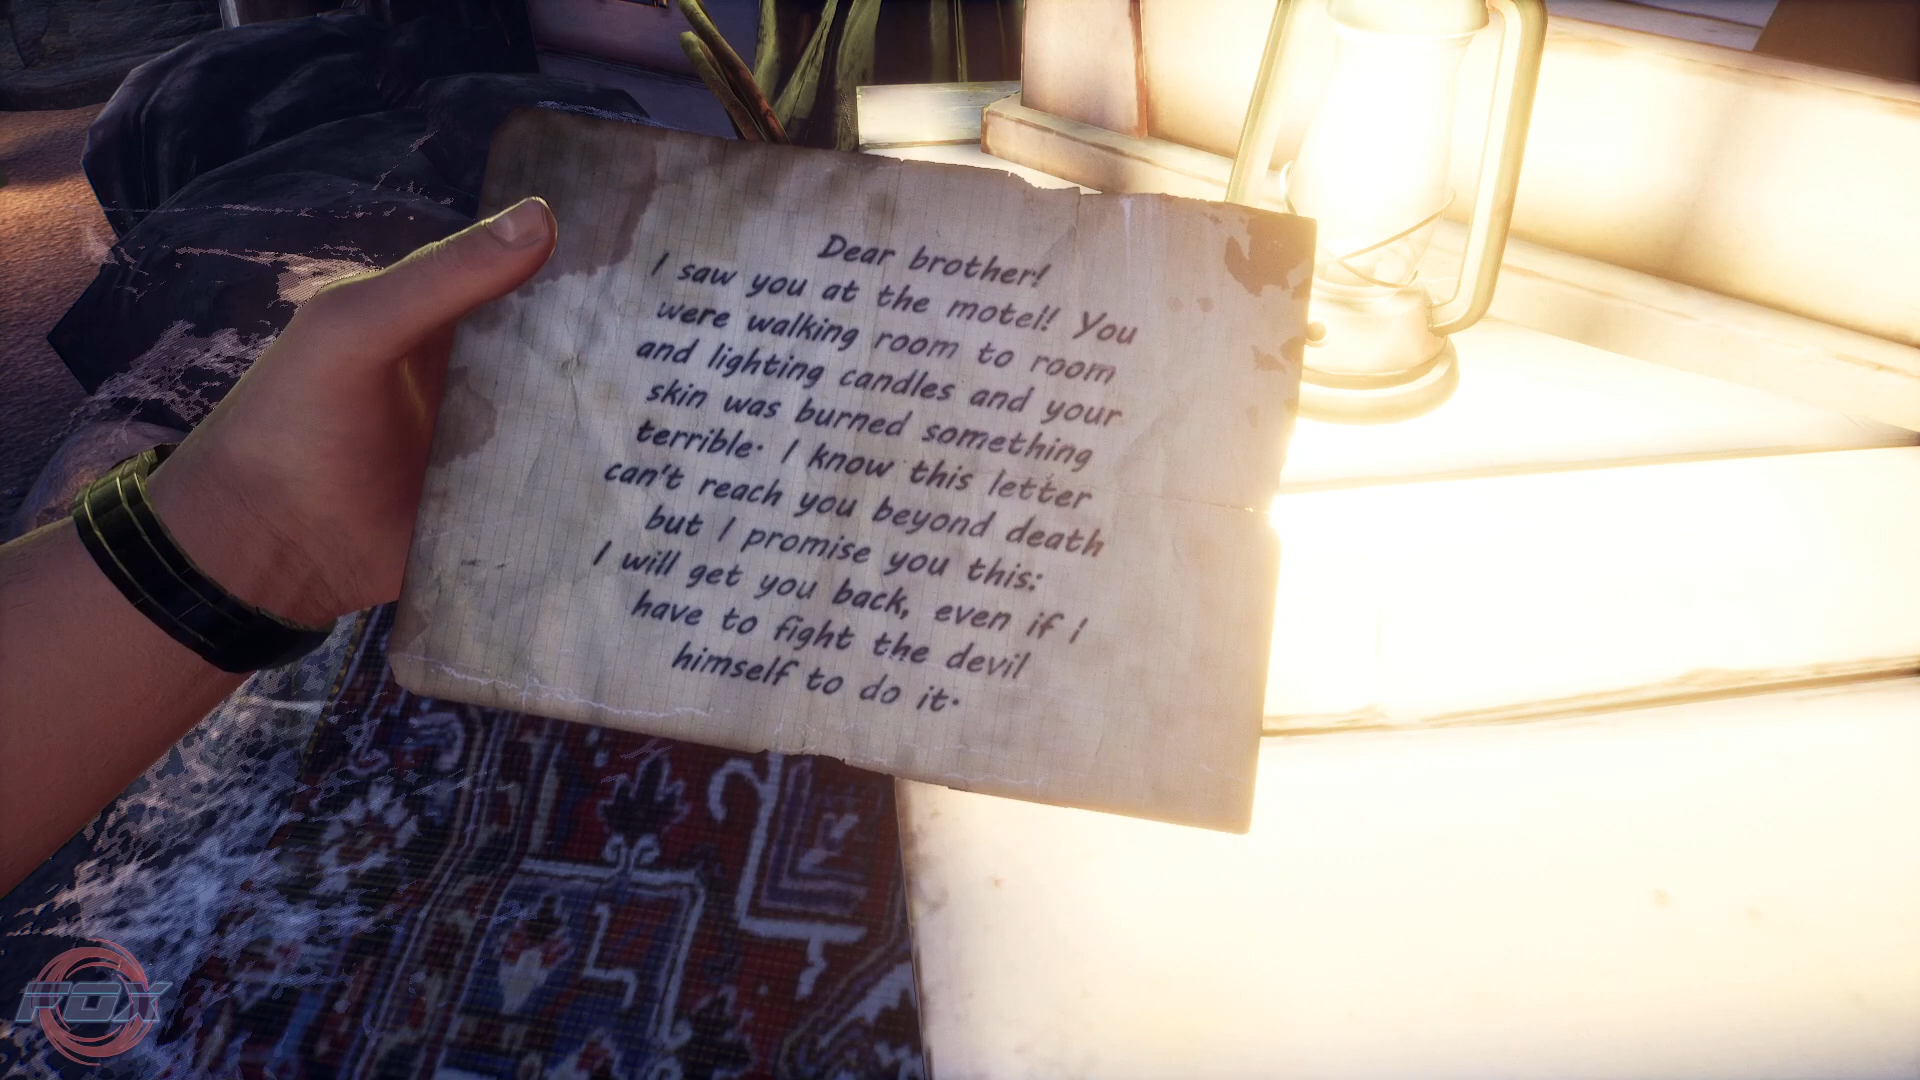 Dear brother!
I saw you at the motel! You
were walking room to room
and lighting candles and your
skin was burned something
terrible. I know this letter
can't reach you beyond death
but I promise you this:
I will get you back, even if I
have to fight the devil
himself to do it.
FOX